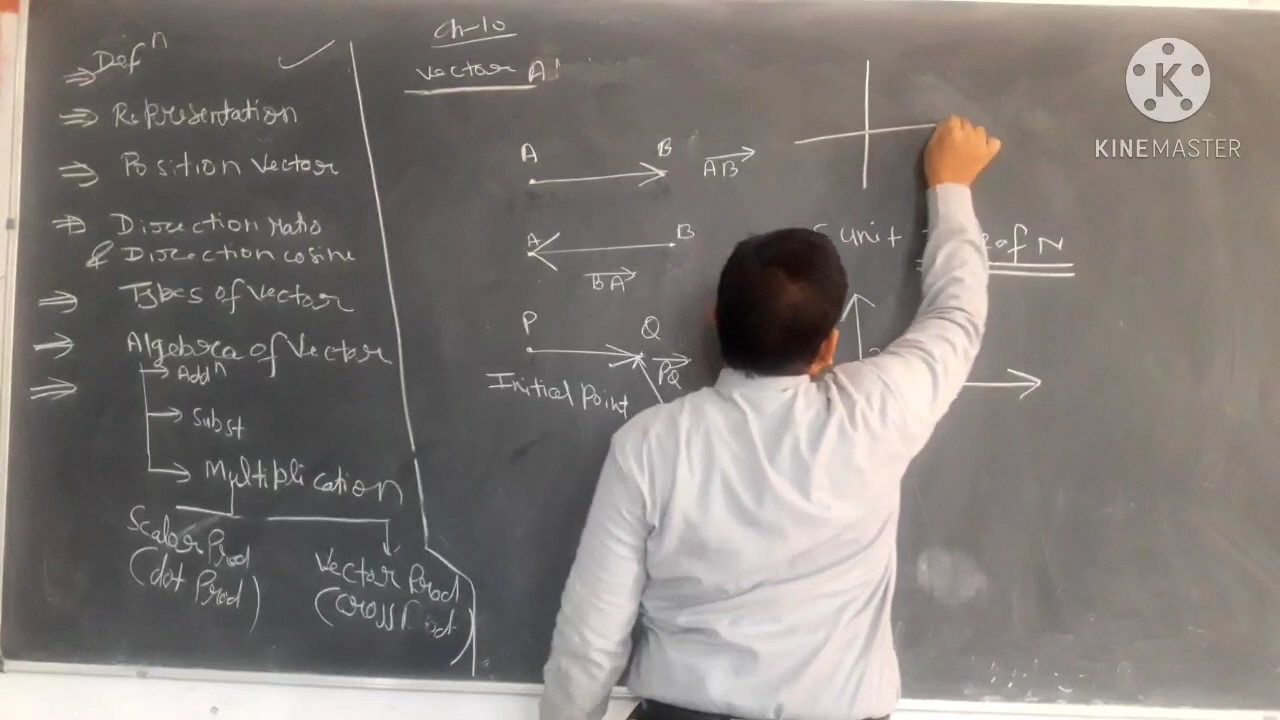 ⇒ Defⁿ
⇒ Representation
⇒ Position Vector
⇒ Direction ratio
& Direction cosine
⇒ Types of Vector
⇒ Algebra of Vector
→ Addⁿ
→ Subst
→ Multiplication
Scalar Prod
(dot Prod)
Vector Prod
(Cross Prod)
Ch-10
Vector
A B AB
A B
BA
P Q
PQ
Initial Point
unit of N
K
KINEMASTER